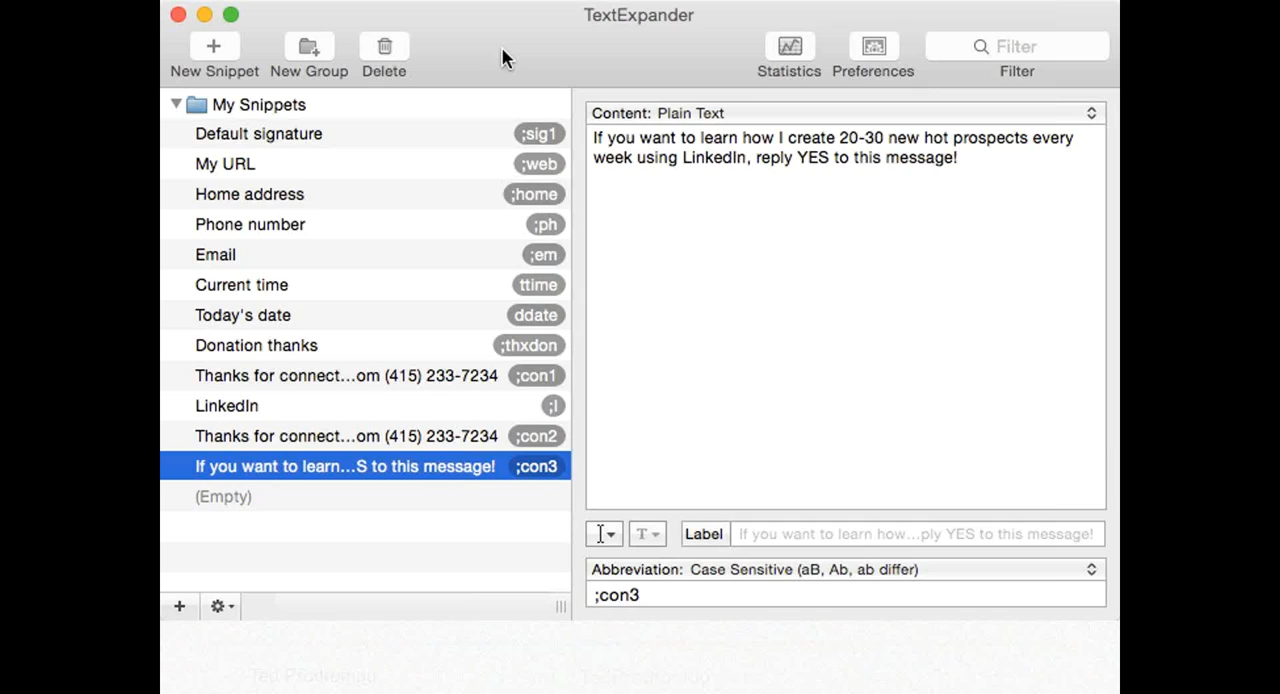 TextExpander
New Snippet
New Group
Delete
Statistics
Preferences
Filter
Filter
My Snippets
Default signature ;sig1
My URL ;web
Home address ;home
Phone number ;ph
Email ;em
Current time ttime
Today's date ddate
Donation thanks ;thxdon
Thanks for connect...om (415) 233-7234 ;con1
LinkedIn ;l
Thanks for connect...om (415) 233-7234 ;con2
If you want to learn...S to this message! ;con3
(Empty)
Content: Plain Text
If you want to learn how I create 20-30 new hot prospects every
week using LinkedIn, reply YES to this message!
Label If you want to learn how...ply YES to this message!
Abbreviation: Case Sensitive (aB, Ab, ab differ)
;con3